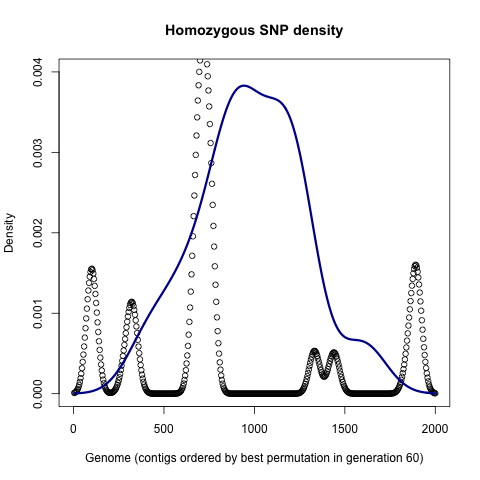 Homozygous SNP density
0.004
0.003
0.002
0.001
0.000
Density
0 500 1000 1500 2000
Genome (contigs ordered by best permutation in generation 60)